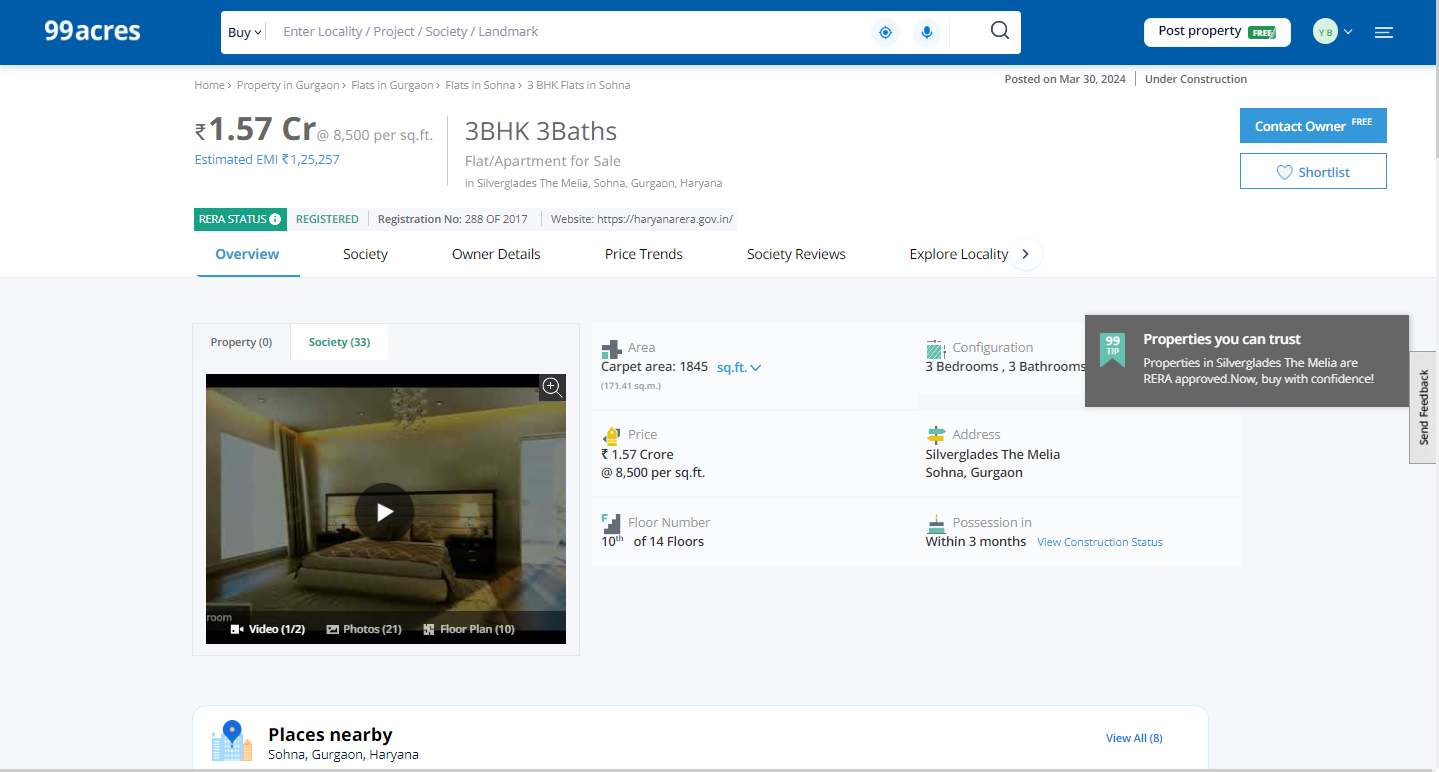 99acres
Buy
Enter Locality / Project / Society / Landmark
Post property FREE
Y B
Home › Property in Gurgaon › Flats in Gurgaon › Flats in Sohna › 3 BHK Flats in Sohna
Posted on Mar 30, 2024 | Under Construction
₹1.57 Cr@ 8,500 per sq.ft.
Estimated EMI ₹1,25,257
3BHK 3Baths
Flat/Apartment for Sale
in Silverglades The Melia, Sohna, Gurgaon, Haryana
Contact Owner FREE
Shortlist
RERA STATUS REGISTERED | Registration No: 288 OF 2017 | Website: https://haryanarera.gov.in/
Overview Society Owner Details Price Trends Society Reviews Explore Locality
Property (0) Society (33)
room
Video (1/2) Photos (21) Floor Plan (10)
Area
Carpet area: 1845 sq.ft.
(171.41 sq.m.)
Configuration
3 Bedrooms , 3 Bathrooms
Price
₹ 1.57 Crore
@ 8,500 per sq.ft.
Address
Silverglades The Melia
Sohna, Gurgaon
F
Floor Number
10th of 14 Floors
Possession in
Within 3 months View Construction Status
99
TIP
Properties you can trust
Properties in Silverglades The Melia are
RERA approved.Now, buy with confidence!
Send Feedback
Places nearby
Sohna, Gurgaon, Haryana
View All (8)